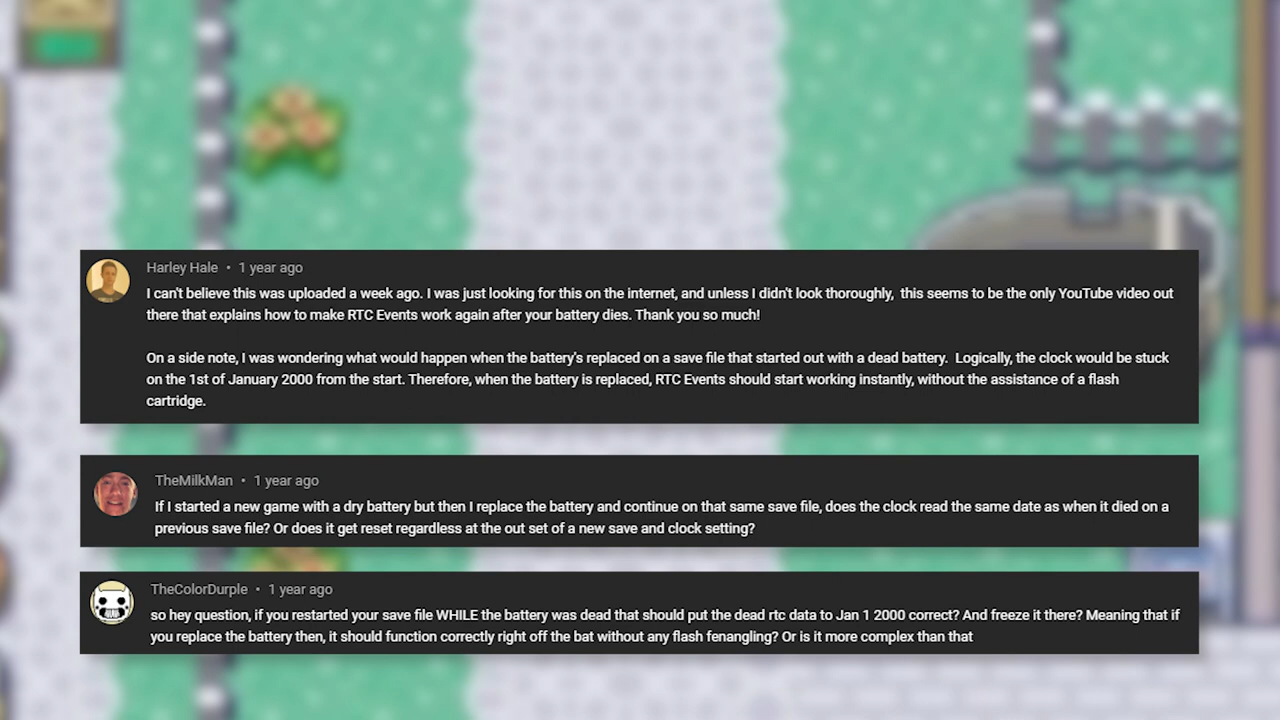 Harley Hale • 1 year ago
I can't believe this was uploaded a week ago. I was just looking for this on the internet, and unless I didn't look thoroughly,  this seems to be the only YouTube video out
there that explains how to make RTC Events work again after your battery dies. Thank you so much!
On a side note, I was wondering what would happen when the battery's replaced on a save file that started out with a dead battery.  Logically, the clock would be stuck
on the 1st of January 2000 from the start. Therefore, when the battery is replaced, RTC Events should start working instantly, without the assistance of a flash
cartridge.
TheMilkMan • 1 year ago
If I started a new game with a dry battery but then I replace the battery and continue on that same save file, does the clock read the same date as when it died on a
previous save file? Or does it get reset regardless at the out set of a new save and clock setting?
TheColorDurple • 1 year ago
so hey question, if you restarted your save file WHILE the battery was dead that should put the dead rtc data to Jan 1 2000 correct? And freeze it there? Meaning that if
you replace the battery then, it should function correctly right off the bat without any flash fenangling? Or is it more complex than that